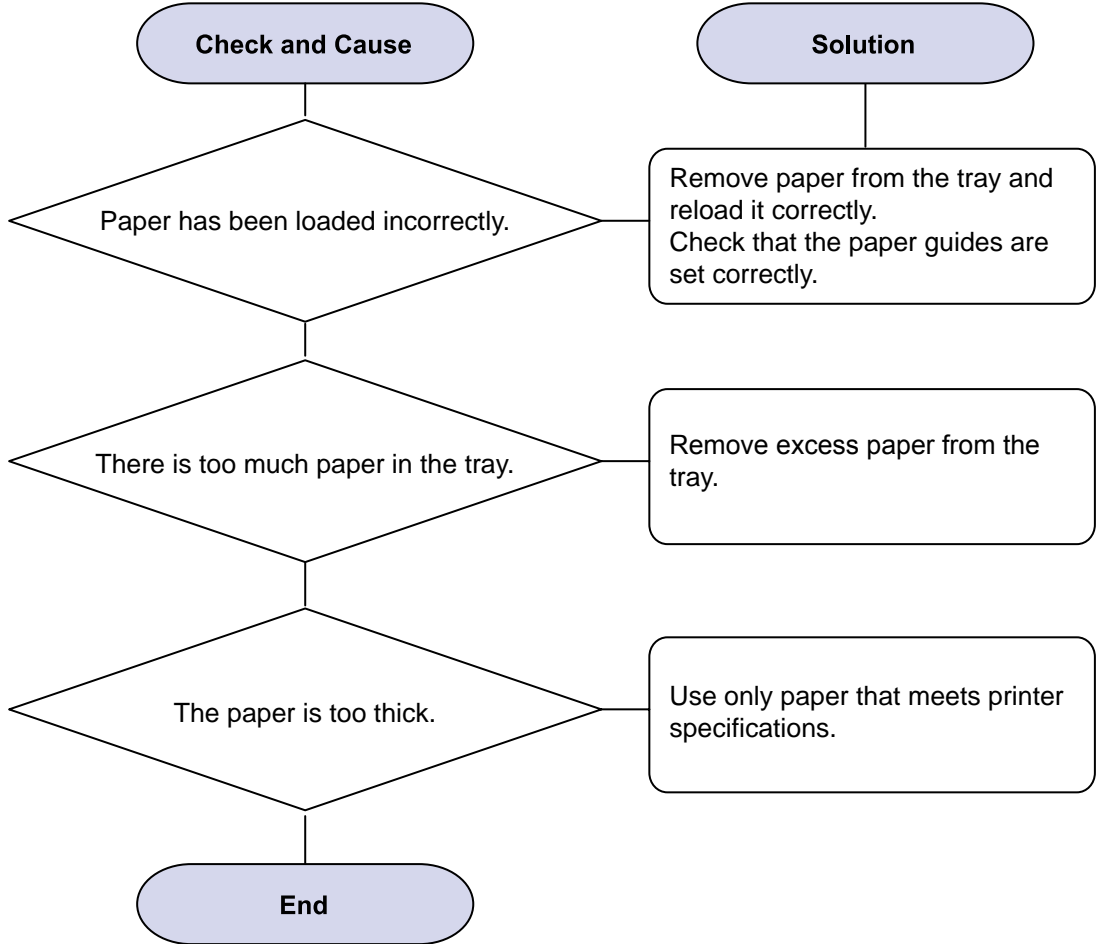 Check and Cause
Solution
Paper has been loaded incorrectly.
Remove paper from the tray and
reload it correctly.
Check that the paper guides are
set correctly.
There is too much paper in the tray.
Remove excess paper from the
tray.
The paper is too thick.
Use only paper that meets printer
specifications.
End